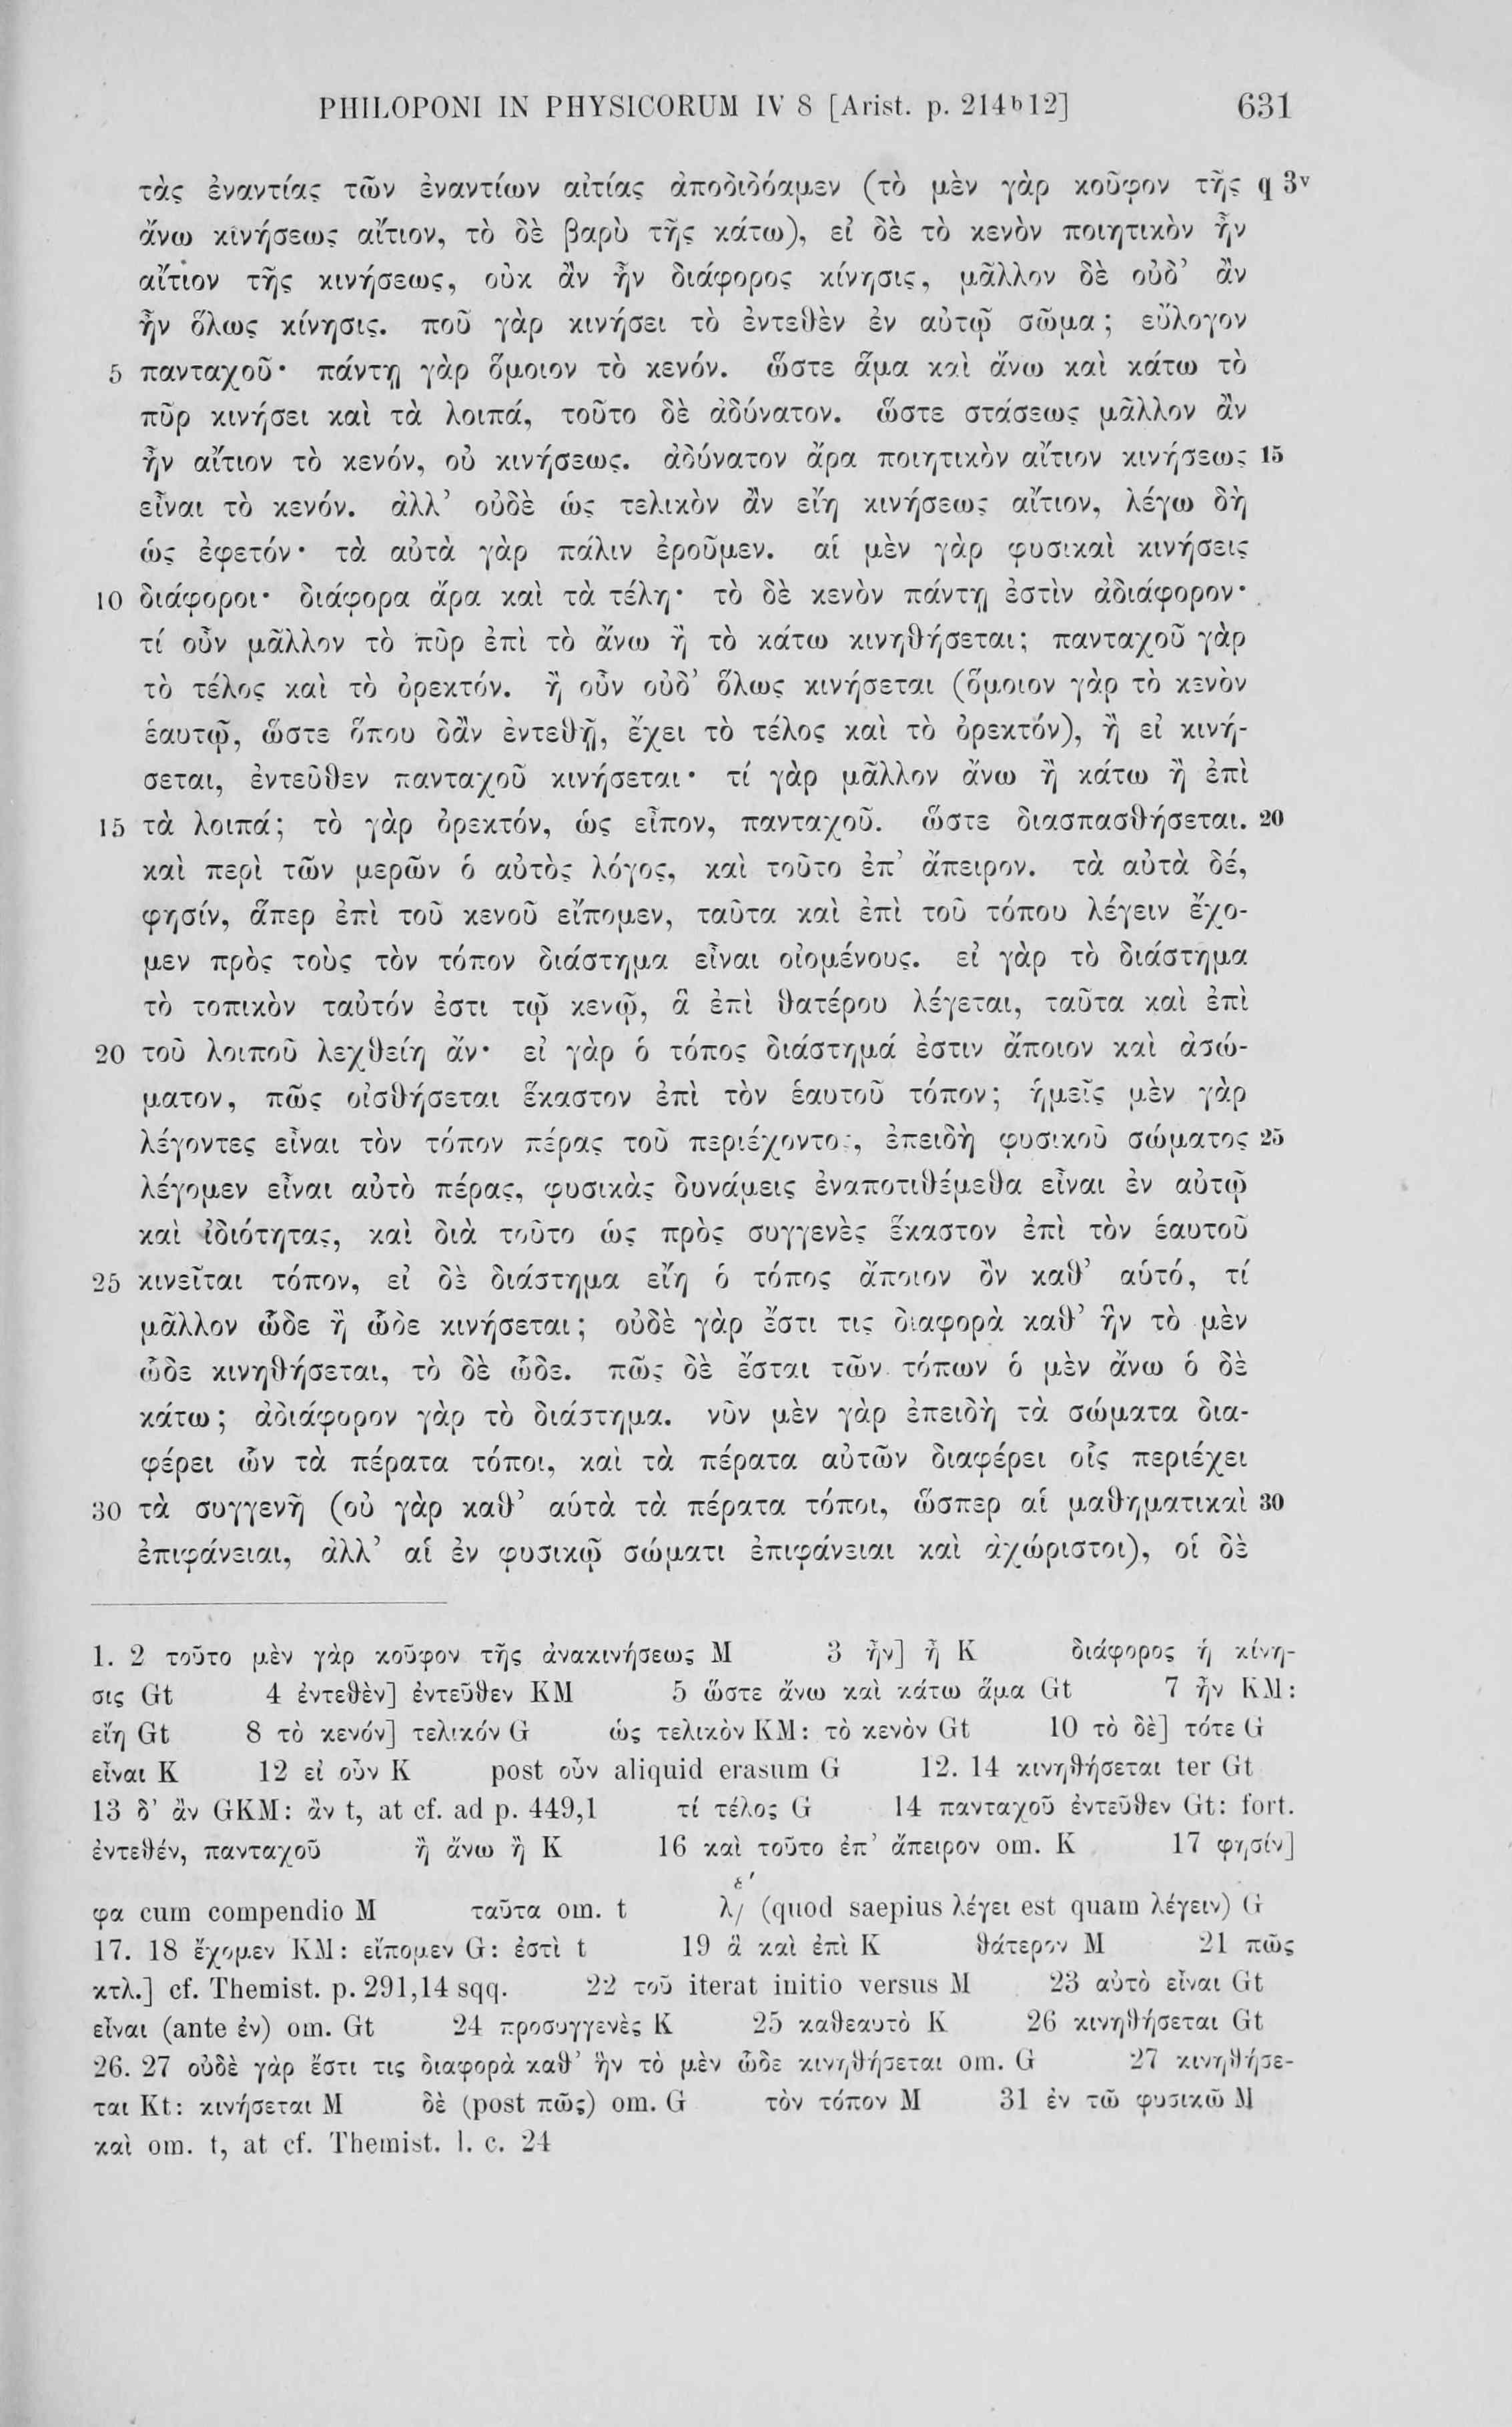 PHILOPONI IN PHYSICORUM IV 8 [Arist. p. 214ᵇ12] 631
τὰς ἐναντίας τῶν ἐναντίων αἰτίας ἀποδιδόαμεν (τὸ μὲν γὰρ κοῦφον τῆς q 3ᵛ
ἄνω κινήσεως αἴτιον, τὸ δὲ βαρὺ τῆς κάτω), εἰ δὲ τὸ κενὸν ποιητικὸν ἦν
αἴτιον τῆς κινήσεως, οὐκ ἂν ἦν διάφορος κίνησις, μᾶλλον δὲ οὐδ’ ἂν
ἦν ὅλως κίνησις. ποῦ γὰρ κινήσει τὸ ἐντεθὲν ἐν αὐτῷ σῶμα; εὔλογον
5 πανταχοῦ· πάντῃ γὰρ ὅμοιον τὸ κενόν. ὥστε ἅμα καὶ ἄνω καὶ κάτω τὸ
πῦρ κινήσει καὶ τὰ λοιπά, τοῦτο δὲ ἀδύνατον. ὥστε στάσεως μᾶλλον ἂν
ἦν αἴτιον τὸ κενόν, οὐ κινήσεως. ἀδύνατον ἄρα ποιητικὸν αἴτιον κινήσεως 15
εἶναι τὸ κενόν. ἀλλ’ οὐδὲ ὡς τελικὸν ἂν εἴη κινήσεως αἴτιον, λέγω δὴ
ὡς ἐφετόν· τὰ αὐτὰ γὰρ πάλιν ἐροῦμεν. αἱ μὲν γὰρ φυσικαὶ κινήσεις
10 διάφοροι· διάφορα ἄρα καὶ τὰ τέλη· τὸ δὲ κενὸν πάντῃ ἐστὶν ἀδιάφορον·
τί οὖν μᾶλλον τὸ πῦρ ἐπὶ τὸ ἄνω ἢ τὸ κάτω κινηθήσεται; πανταχοῦ γὰρ
τὸ τέλος καὶ τὸ ὀρεκτόν. ἢ οὖν οὐδ’ ὅλως κινήσεται (ὅμοιον γὰρ τὸ κενὸν
ἑαυτῷ, ὥστε ὅπου δἂν ἐντεθῇ, ἔχει τὸ τέλος καὶ τὸ ὀρεκτόν), ἢ εἰ κινή-
σεται, ἐντεῦθεν πανταχοῦ κινήσεται· τί γὰρ μᾶλλον ἄνω ἢ κάτω ἢ ἐπὶ
15 τὰ λοιπά; τὸ γὰρ ὀρεκτόν, ὡς εἶπον, πανταχοῦ. ὥστε διασπασθήσεται. 20
καὶ περὶ τῶν μερῶν ὁ αὐτὸς λόγος, καὶ τοῦτο ἐπ’ ἄπειρον. τὰ αὐτὰ δέ,
φησίν, ἅπερ ἐπὶ τοῦ κενοῦ εἴπομεν, ταῦτα καὶ ἐπὶ τοῦ τόπου λέγειν ἔχο-
μεν πρὸς τοὺς τὸν τόπον διάστημα εἶναι οἰομένους. εἰ γὰρ τὸ διάστημα
τὸ τοπικὸν ταὐτόν ἐστι τῷ κενῷ, ἃ ἐπὶ θατέρου λέγεται, ταῦτα καὶ ἐπὶ
20 τοῦ λοιποῦ λεχθείη ἄν· εἰ γὰρ ὁ τόπος διάστημά ἐστιν ἄποιον καὶ ἀσώ-
ματον, πῶς οἰσθήσεται ἕκαστον ἐπὶ τὸν ἑαυτοῦ τόπον; ἡμεῖς μὲν γὰρ
λέγοντες εἶναι τὸν τόπον πέρας τοῦ περιέχοντος, ἐπειδὴ φυσικοῦ σώματος 25
λέγομεν εἶναι αὐτὸ πέρας, φυσικὰς δυνάμεις ἐναποτιθέμεθα εἶναι ἐν αὐτῷ
καὶ ἰδιότητας, καὶ διὰ τοῦτο ὡς πρὸς συγγενὲς ἕκαστον ἐπὶ τὸν ἑαυτοῦ
25 κινεῖται τόπον, εἰ δὲ διάστημα εἴη ὁ τόπος ἄποιον ὂν καθ’ αὑτό, τί
μᾶλλον ὧδε ἢ ὧδε κινήσεται; οὐδὲ γὰρ ἔστι τις διαφορὰ καθ’ ἣν τὸ μὲν
ὧδε κινηθήσεται, τὸ δὲ ὧδε. πῶς δὲ ἔσται τῶν τόπων ὁ μὲν ἄνω ὁ δὲ
κάτω; ἀδιάφορον γὰρ τὸ διάστημα. νῦν μὲν γὰρ ἐπειδὴ τὰ σώματα δια-
φέρει ὧν τὰ πέρατα τόποι, καὶ τὰ πέρατα αὐτῶν διαφέρει οἷς περιέχει
30 τὰ συγγενῆ (οὐ γὰρ καθ’ αὑτὰ τὰ πέρατα τόποι, ὥσπερ αἱ μαθηματικαὶ 30
ἐπιφάνειαι, ἀλλ’ αἱ ἐν φυσικῷ σώματι ἐπιφάνειαι καὶ ἀχώριστοι), οἱ δὲ
1. 2 τοῦτο μὲν γὰρ κοῦφον τῆς ἀνακινήσεως M 3 ἦν] ᾖ K διάφορος ἡ κίνη-
σις Gt 4 ἐντεθὲν] ἐντεῦθεν KM 5 ὥστε ἄνω καὶ κάτω ἅμα Gt 7 ἦν KM:
εἴη Gt 8 τὸ κενόν] τελικόν G ὡς τελικὸν KM: τὸ κενὸν Gt 10 τὸ δὲ] τότε G
εἶναι K 12 εἰ οὖν K post οὖν aliquid erasum G 12. 14 κινηθήσεται ter Gt
13 δ’ ἂν GKM: ἂν t, at cf. ad p. 449,1 τί τέλος G 14 πανταχοῦ ἐντεῦθεν Gt: fort.
ἐντεθέν, πανταχοῦ ἢ ἄνω ἢ K 16 καὶ τοῦτο ἐπ’ ἄπειρον om. K 17 φησίν]
φα cum compendio M ταῦτα om. t (quod saepius λέγει est quam λέγειν) G
17. 18 ἔχομεν KM: εἴπομεν G: ἐστὶ t 19 ἃ καὶ ἐπὶ K θάτερον M 21 πῶς
κτλ.] cf. Themist. p. 291,14 sqq. 22 τοῦ iterat initio versus M 23 αὐτὸ εἶναι Gt
εἶναι (ante ἐν) om. Gt 24 προσυγγενὲς K 25 καθεαυτὸ K 26 κινηθήσεται Gt
26. 27 οὐδὲ γὰρ ἔστι τις διαφορὰ καθ’ ἣν τὸ μὲν ὧδε κινηθήσεται om. G 27 κινηθήσε-
ται Kt: κινήσεται M δὲ (post πῶς) om. G τὸν τόπον M 31 ἐν τῶ φυσικῶ M
καὶ om. t, at cf. Themist. l. c. 24